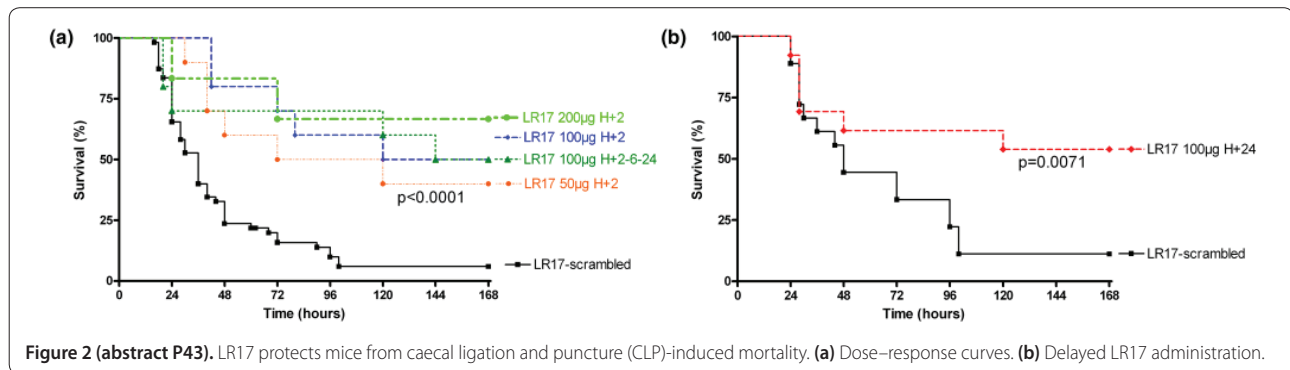 (a)
100
75
50
25
0
Survival (%)
0 24 48 72 96 120 144 168
Time (hours)
LR17 200µg H+2
LR17 100µg H+2
LR17 100µg H+2-6-24
LR17 50µg H+2
p<0.0001
LR17-scrambled
(b)
100
75
50
25
0
Survival (%)
0 24 48 72 96 120 144 168
Time (hours)
LR17 100µg H+24
p=0.0071
LR17-scrambled
Figure 2 (abstract P43). LR17 protects mice from caecal ligation and puncture (CLP)-induced mortality. (a) Dose–response curves. (b) Delayed LR17 administration.